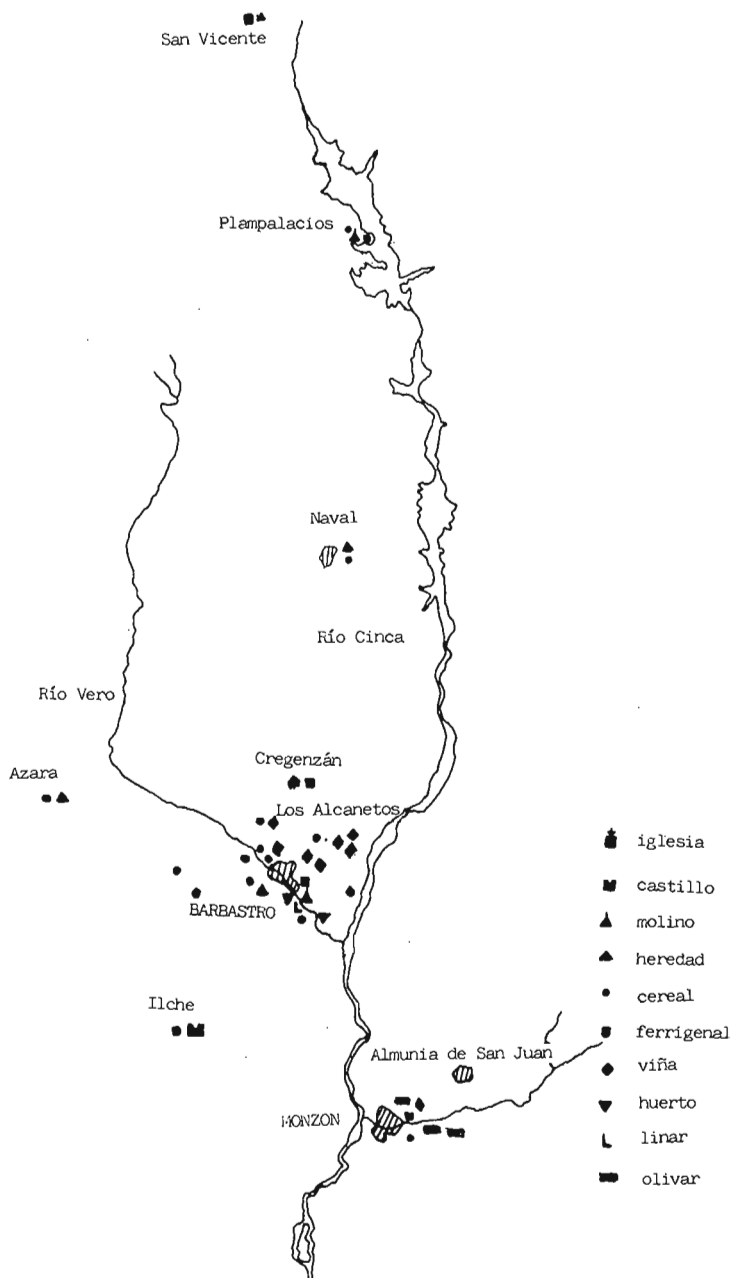 San Vicente
Plampalacios
Naval
Río Cinca
Río Vero
Cregenzán
Azara
Los Alcanetos
iglesia
castillo
BARBASTRO
molino
heredad
cereal
Ilche
ferrigenal
Almunia de San Juan
viña
huerto
MONZON
linar
olivar